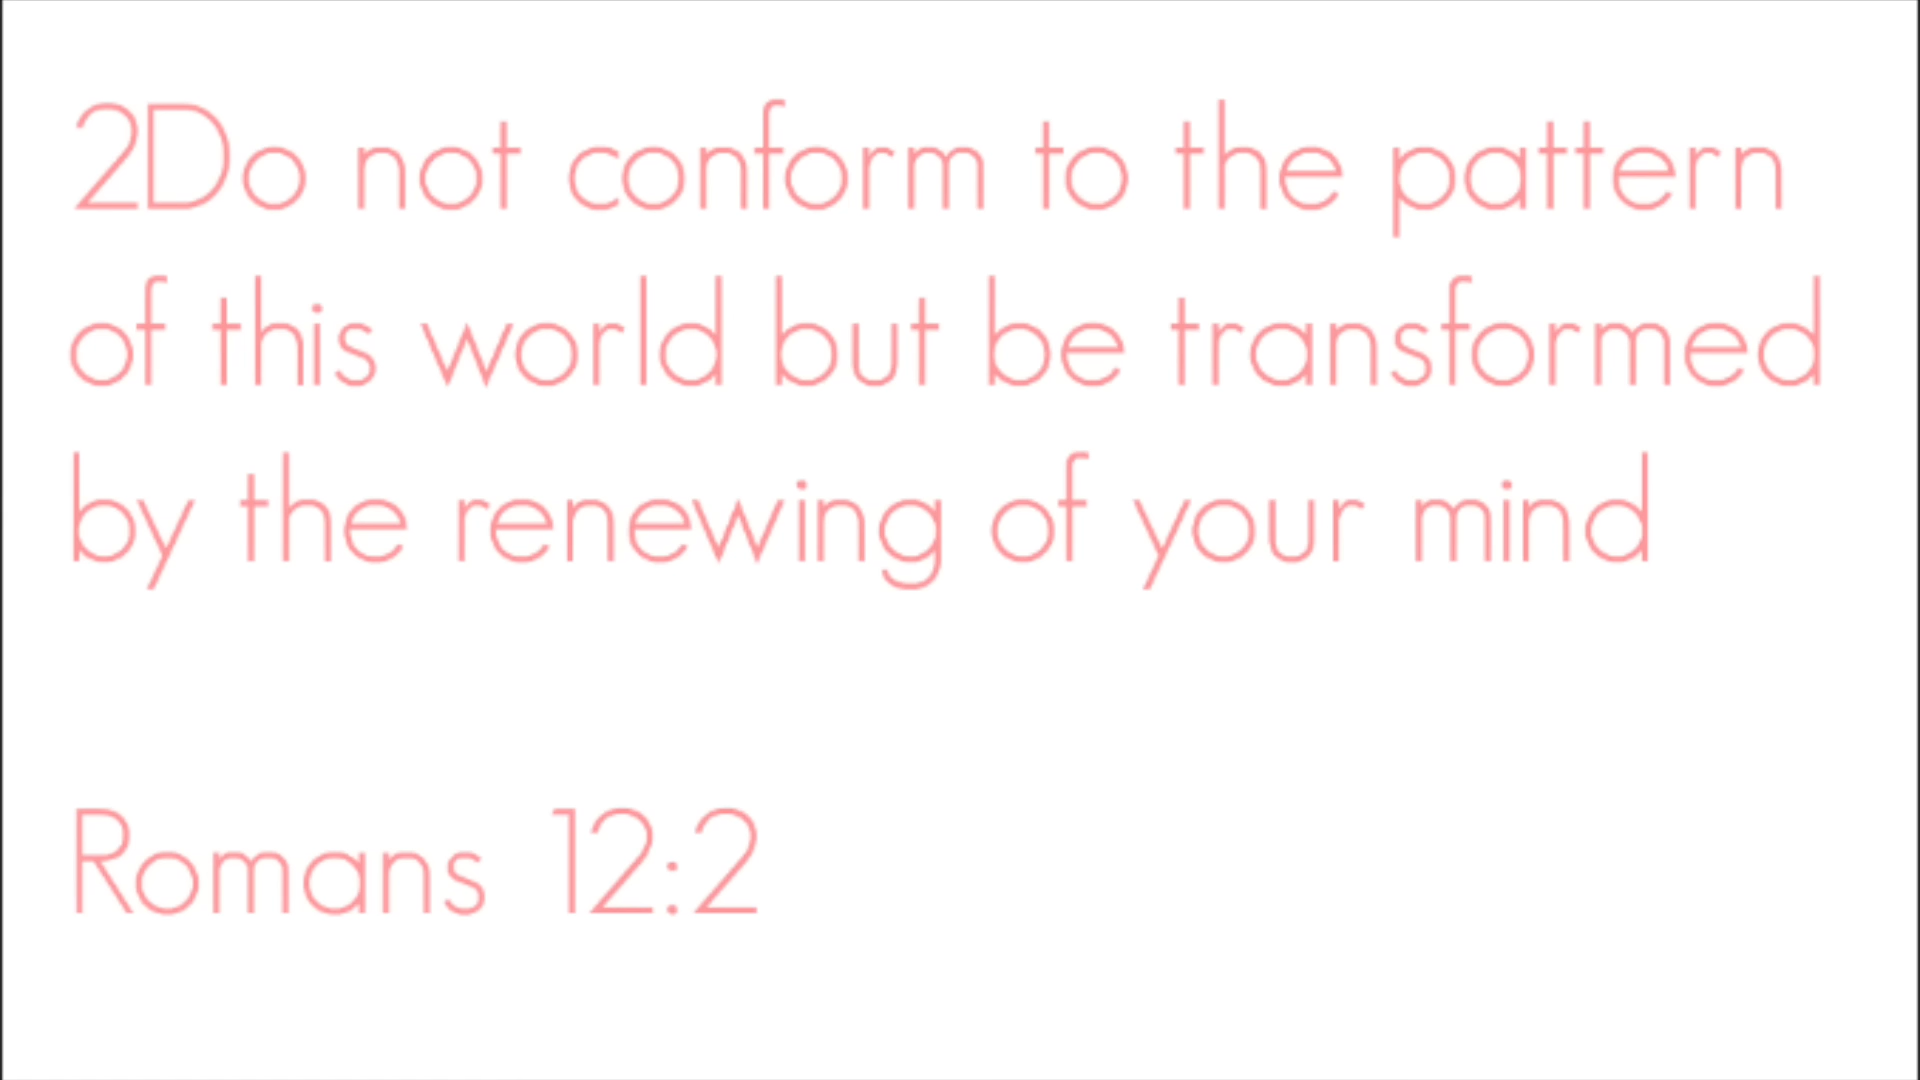 2Do not conform to the pattern
of this world but be transformed
by the renewing of your mind
Romans 12:2